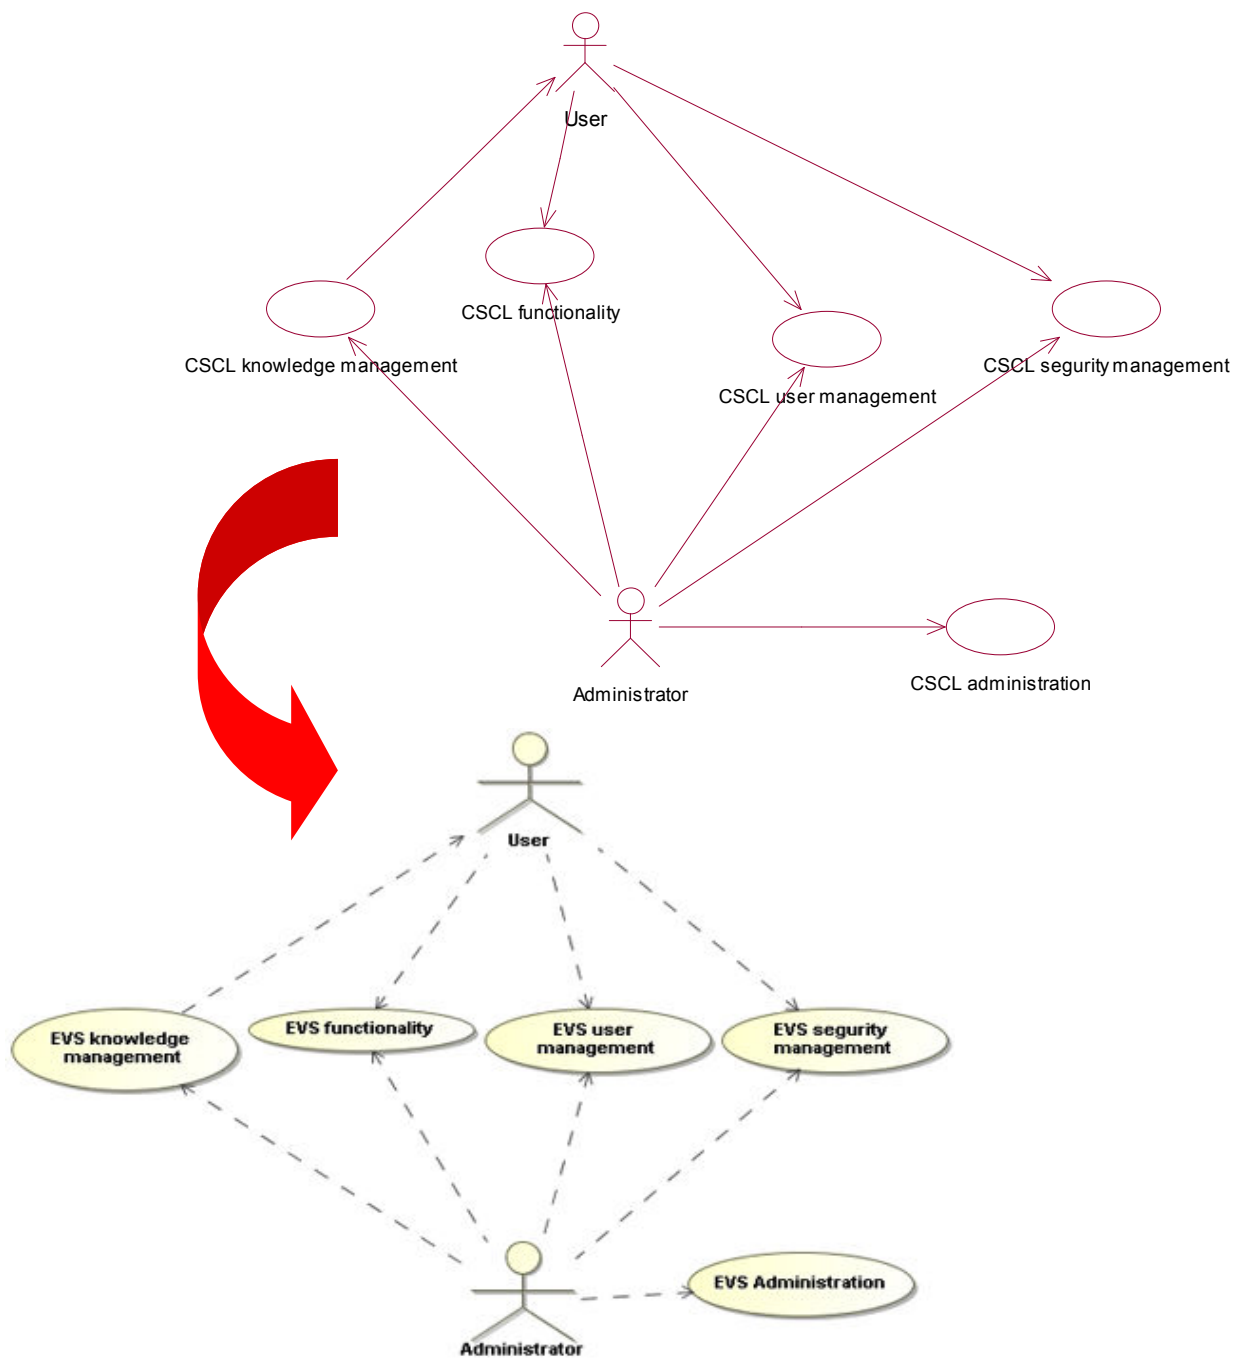 User
CSCL functionality
CSCL knowledge management
CSCL segurity management
CSCL user management
CSCL administration
Administrator
User
EVS knowledge
management
EVS functionality
EVS user
management
EVS segurity
management
EVS Administration
Administrator